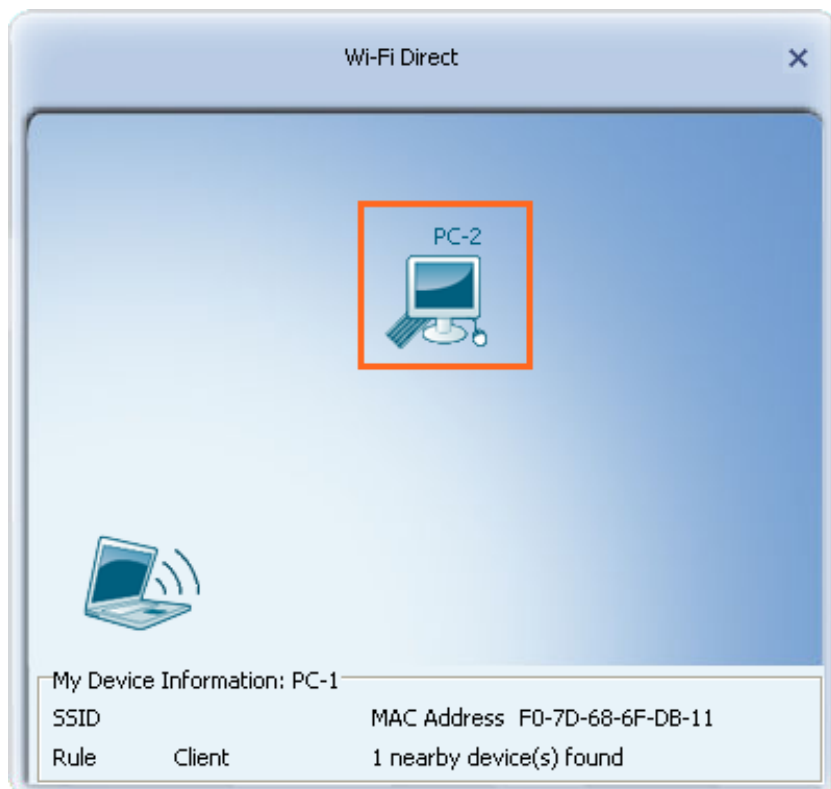 Wi-Fi Direct
PC-2
My Device Information: PC-1
SSID MAC Address F0-7D-68-6F-DB-11
Rule Client 1 nearby device(s) found